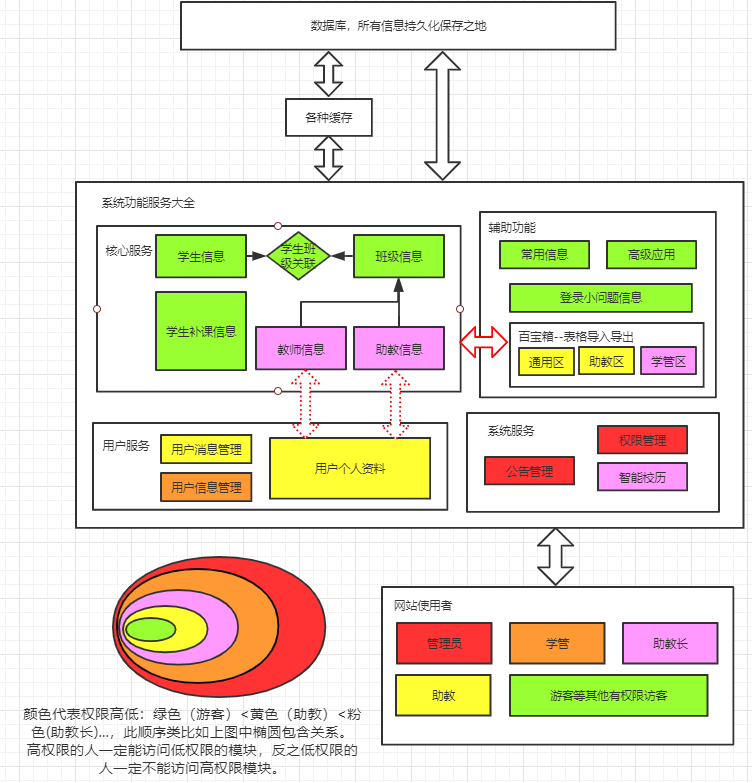 数据库，所有信息持久化保存之地
各种缓存
系统功能服务大全
核心服务
学生信息
学生班
级关联
班级信息
学生补课信息
教师信息
助教信息
辅助功能
常用信息
高级应用
登录小问题信息
百宝箱--表格导入导出
通用区
助教区
学管区
用户服务
用户消息管理
用户信息管理
用户个人资料
系统服务
权限管理
公告管理
智能校历
网站使用者
管理员
学管
助教长
助教
游客等其他有权限访客
颜色代表权限高低：绿色（游客）<黄色（助教）<粉
色(助教长)...，此顺序类比如上图中椭圆包含关系。
高权限的人一定能访问低权限的模块，反之低权限的
人一定不能访问高权限模块。